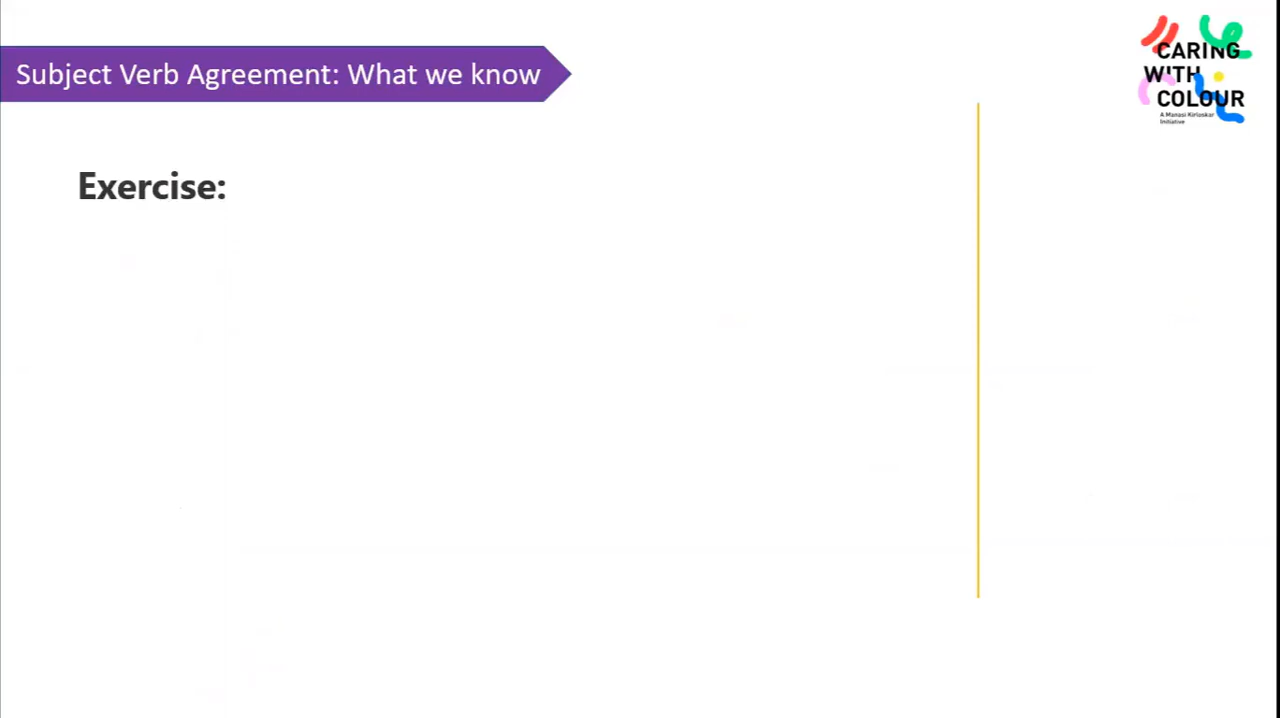 Subject Verb Agreement: What we know
CARING
WITH
COLOUR
A Manasi Kirloskar
Initiative
Exercise: